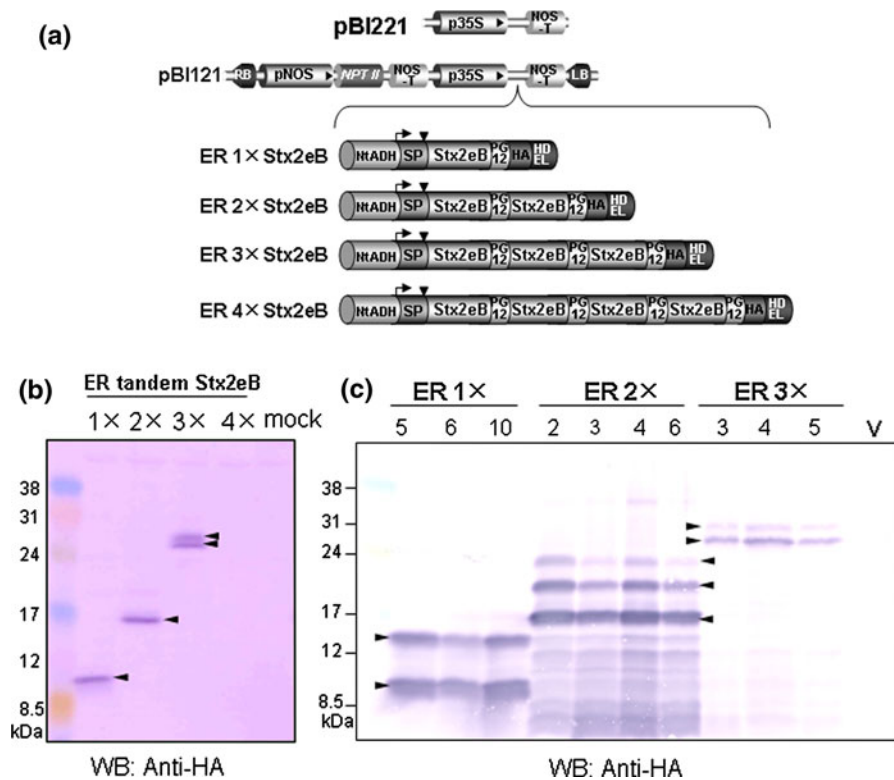 (a)
pBI221
p35S
NOS
-T
pBI121
RB
pNOS
NPT II
NOS
-T
p35S
NOS
-T
LB
ER 1× Stx2eB
NtADH SP Stx2eB PG 12 HA HD EL
ER 2× Stx2eB
NtADH SP Stx2eB PG 12 Stx2eB PG 12 HA HD EL
ER 3× Stx2eB
NtADH SP Stx2eB PG 12 Stx2eB PG 12 Stx2eB PG 12 HA HD EL
ER 4× Stx2eB
NtADH SP Stx2eB PG 12 Stx2eB PG 12 Stx2eB PG 12 Stx2eB PG 12 HA HD EL
(b)
ER tandem Stx2eB
1× 2× 3× 4× mock
38
31
24
17
12
8.5
kDa
WB: Anti-HA
(c)
ER 1× ER 2× ER 3×
5 6 10 2 3 4 6 3 4 5 V
38
31
24
17
12
8.5
kDa
WB: Anti-HA